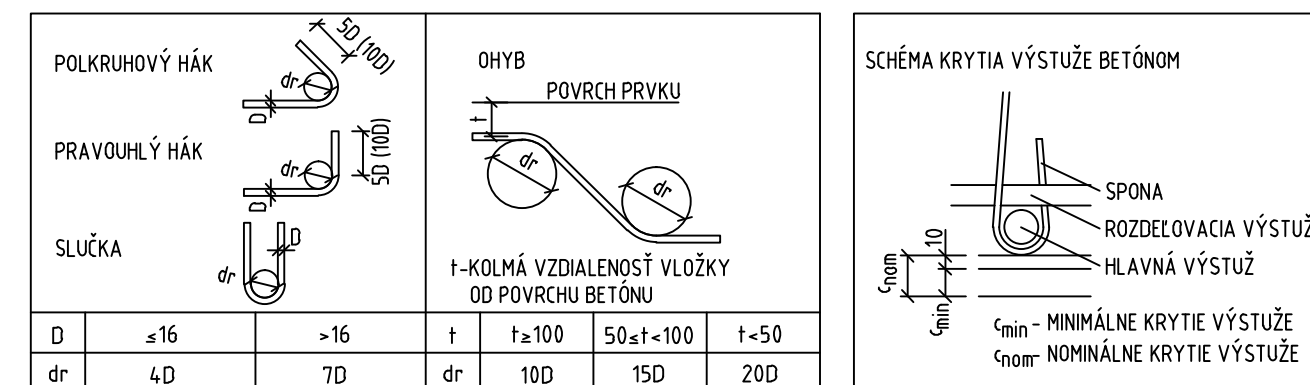 POLKRUHOVÝ HÁK
5D (10D)
dr
D
PRAVOUHLÝ HÁK
5D (10D)
dr
D
SLUČKA
D
dr
OHYB
POVRCH PRVKU
t
dr
dr
t-KOLMÁ VZDIALENOSŤ VLOŽKY
OD POVRCHU BETÓNU
D ≤16 >16
dr 4D 7D
t t≥100 50≤t<100 t<50
dr 10D 15D 20D
SCHÉMA KRYTIA VÝSTUŽE BETÓNOM
SPONA
ROZDEĽOVACIA
HLAVNÁ VÝSTUŽ
10
cnom
cmin
cmin - MINIMÁLNE KRYTIE VÝSTUŽE
cnom- NOMINÁLNE KRYTIE VÝSTUŽE